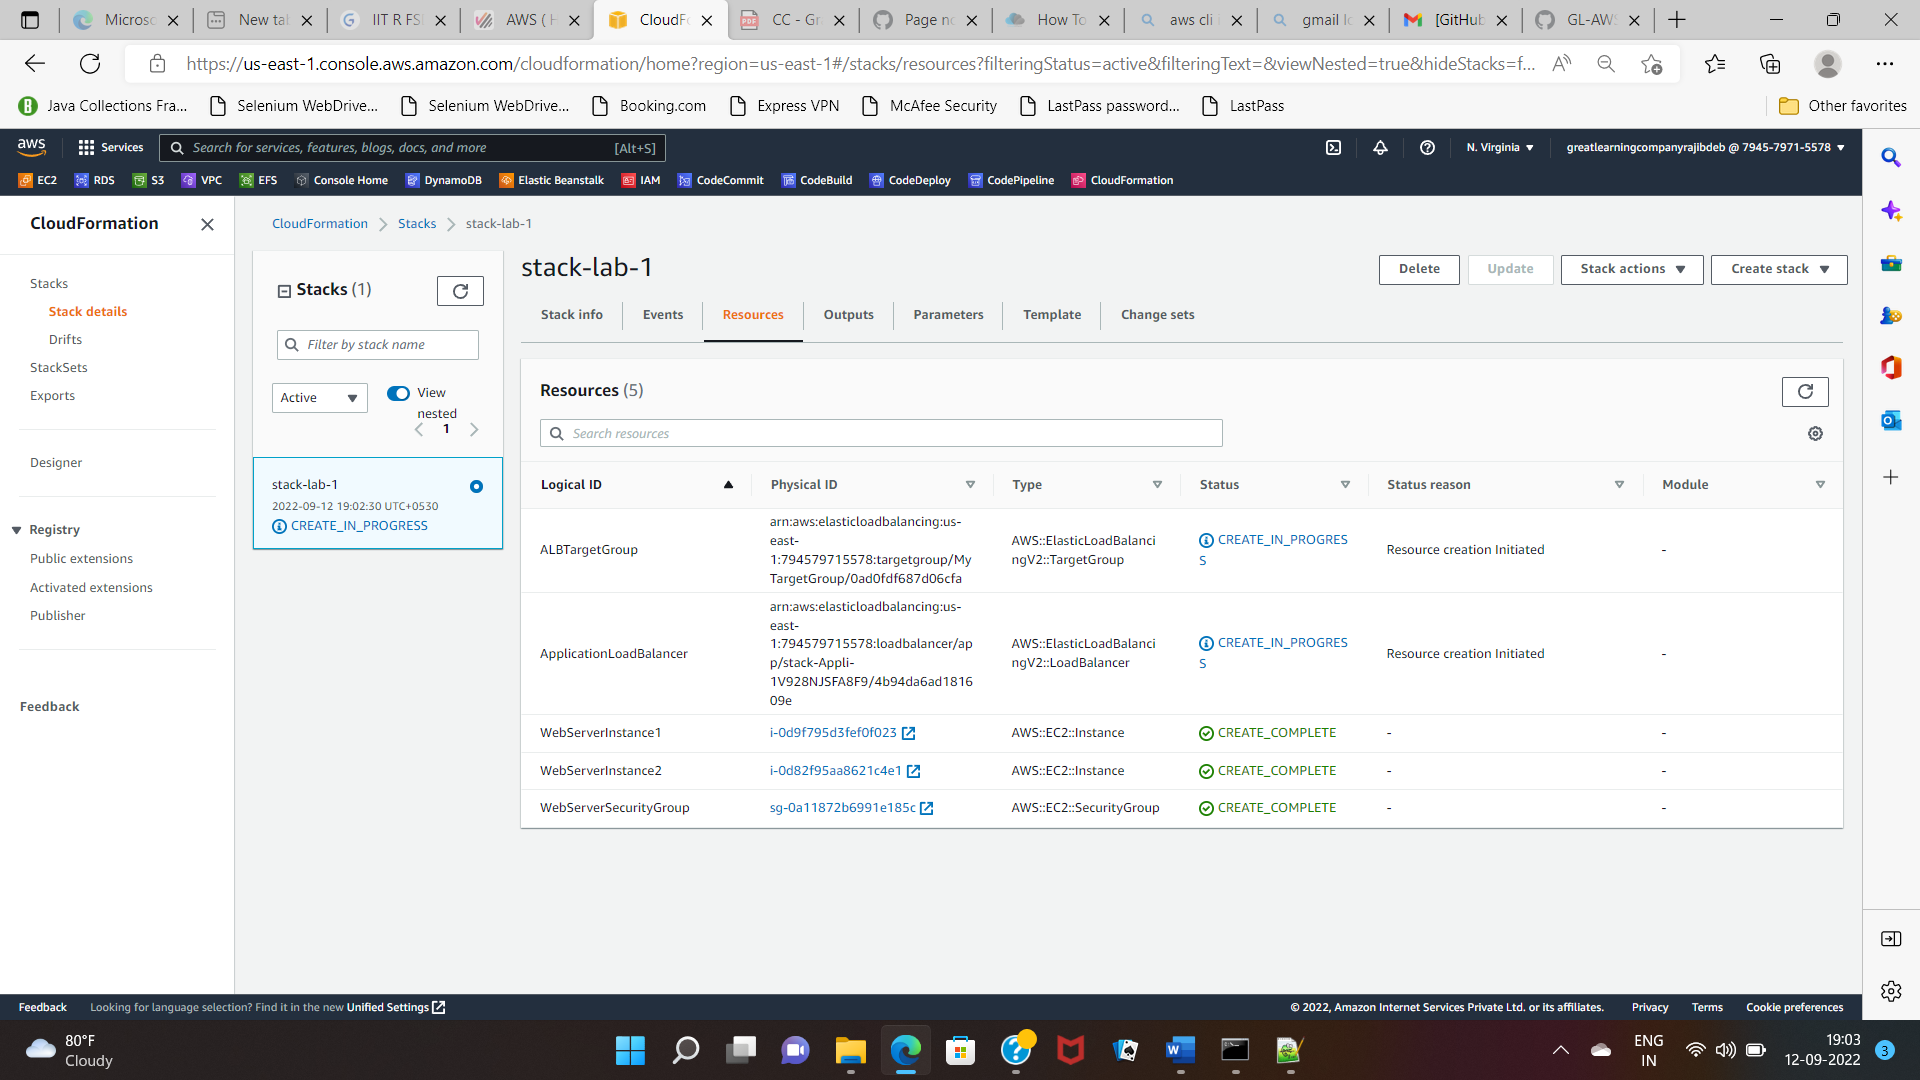 Microsc
New tab
IIT R FSD
AWS ( H
CloudFo
CC - Gr
Page no
How To
aws cli i
gmail lo
[GitHub
GL-AWS
https://us-east-1.console.aws.amazon.com/cloudformation/home?region=us-east-1#/stacks/resources?filteringStatus=active&filteringText=&viewNested=true&hideStacks=f...
Java Collections Fra...
Selenium WebDrive...
Selenium WebDrive...
Booking.com
Express VPN
McAfee Security
LastPass password...
LastPass
Other favorites
aws
Services
Search for services, features, blogs, docs, and more
[Alt+S]
N. Virginia
greatlearningcompanyrajibdeb @ 7945-7971-5578
EC2
RDS
S3
VPC
EFS
Console Home
DynamoDB
Elastic Beanstalk
IAM
CodeCommit
CodeBuild
CodeDeploy
CodePipeline
CloudFormation
CloudFormation
Stacks
Stack details
Drifts
StackSets
Exports
Designer
Registry
Public extensions
Activated extensions
Publisher
Feedback
CloudFormation
Stacks
stack-lab-1
Stacks (1)
Filter by stack name
Active
View
nested
1
stack-lab-1
2022-09-12 19:02:30 UTC+0530
CREATE_IN_PROGRESS
stack-lab-1
Delete
Update
Stack actions
Create stack
Stack info
Events
Resources
Outputs
Parameters
Template
Change sets
Resources (5)
Search resources
Logical ID
Physical ID
Type
Status
Status reason
Module
ALBTargetGroup
arn:aws:elasticloadbalancing:us-
east-
1:794579715578:targetgroup/My
TargetGroup/0ad0fdf687d06cfa
AWS::ElasticLoadBalanci
ngV2::TargetGroup
CREATE_IN_PROGRES
S
Resource creation Initiated
-
ApplicationLoadBalancer
arn:aws:elasticloadbalancing:us-
east-
1:794579715578:loadbalancer/ap
p/stack-Appli-
1V928NJSFA8F9/4b94da6ad1816
09e
AWS::ElasticLoadBalanci
ngV2::LoadBalancer
CREATE_IN_PROGRES
S
Resource creation Initiated
-
WebServerInstance1
i-0d9f795d3fef0f023
AWS::EC2::Instance
CREATE_COMPLETE
-
-
WebServerInstance2
i-0d82f95aa8621c4e1
AWS::EC2::Instance
CREATE_COMPLETE
-
-
WebServerSecurityGroup
sg-0a11872b6991e185c
AWS::EC2::SecurityGroup
CREATE_COMPLETE
-
-
Feedback
Looking for language selection? Find it in the new Unified Settings
© 2022, Amazon Internet Services Private Ltd. or its affiliates.
Privacy
Terms
Cookie preferences
80°F
Cloudy
ENG
IN
19:03
12-09-2022
3